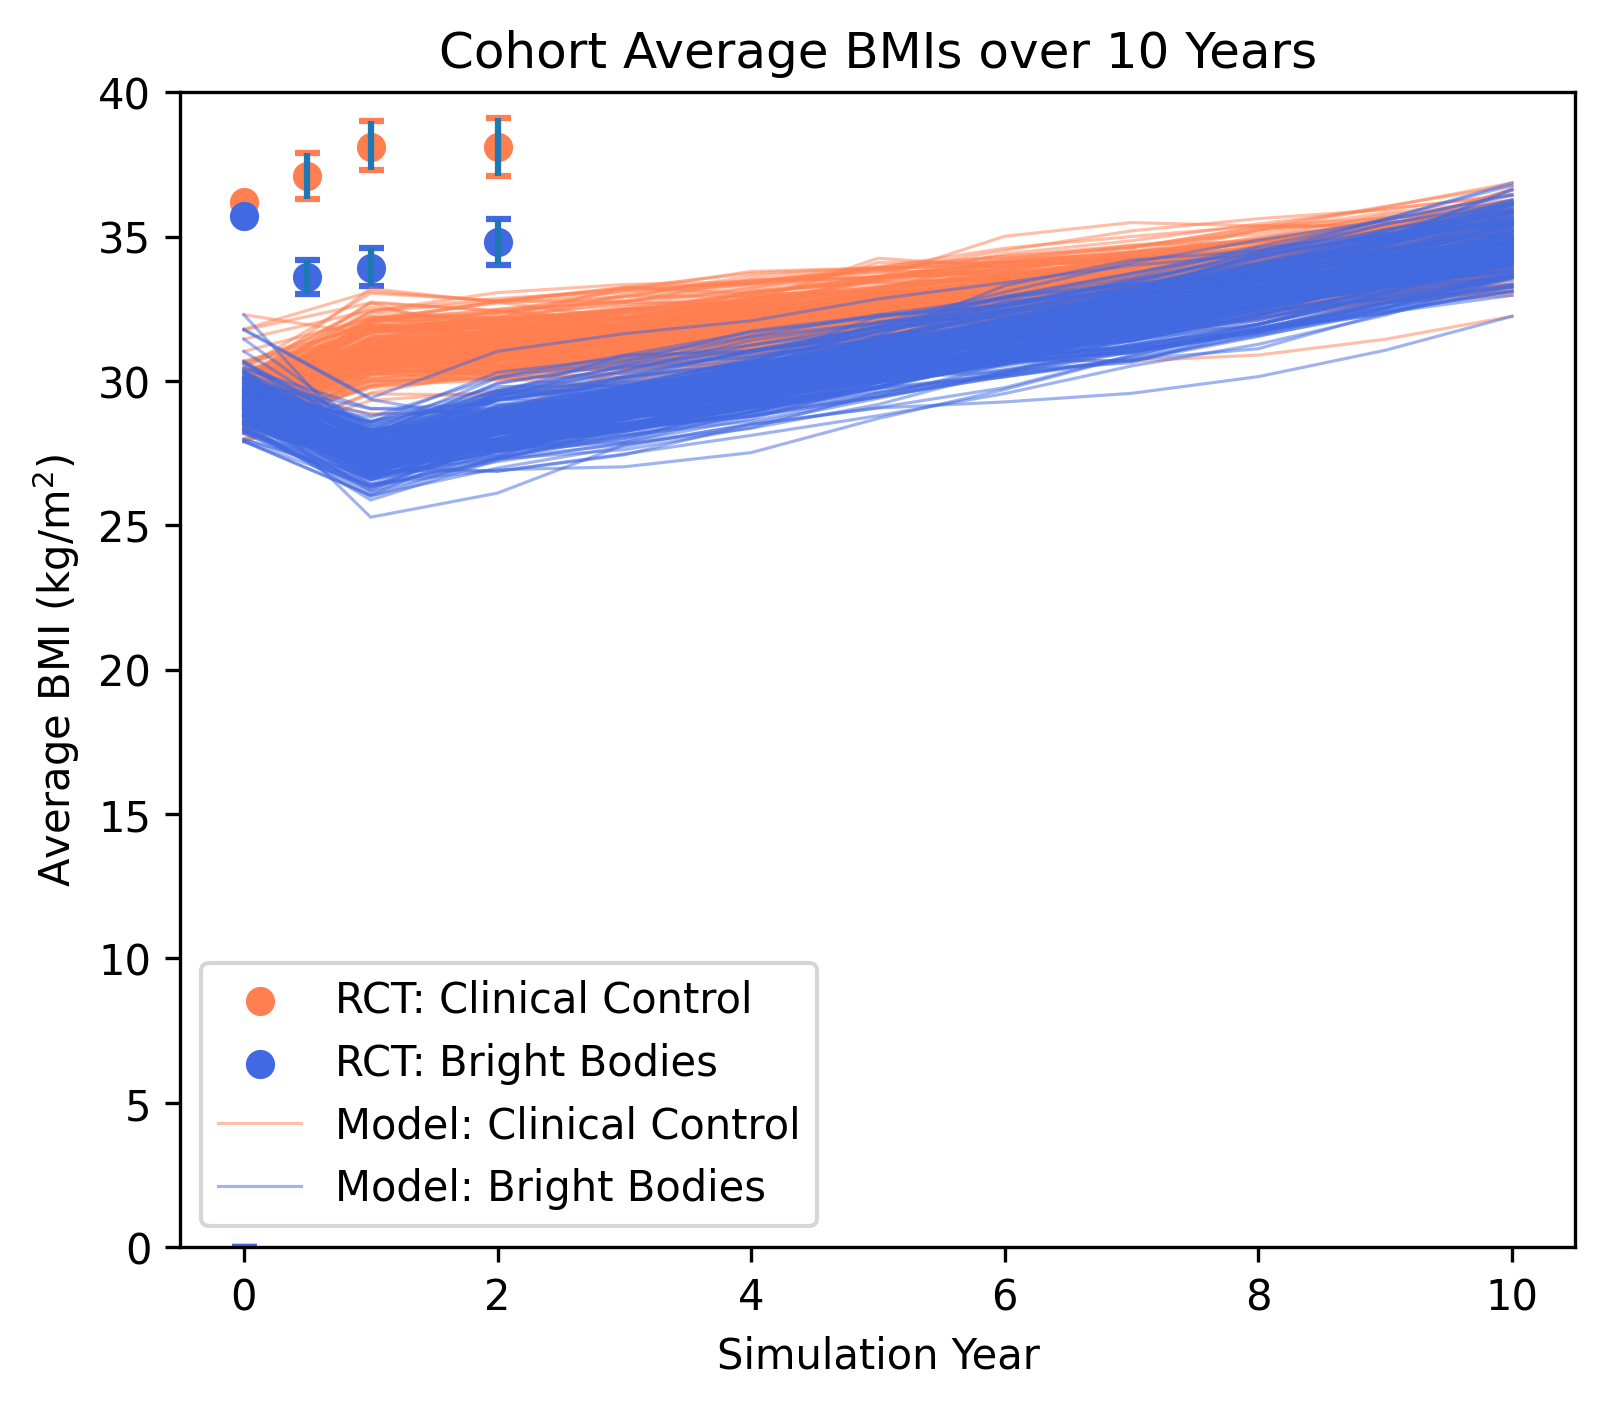 Cohort Average BMIs over 10 Years
40
35
30
25
20
15
10
5
0
Average BMI (kg/m²)
RCT: Clinical Control
RCT: Bright Bodies
Model: Clinical Control
Model: Bright Bodies
0 2 4 6 8 10
Simulation Year